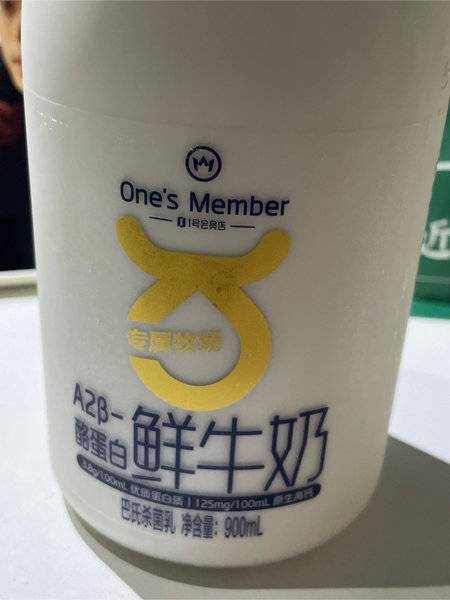 One's Member
1号会员店
专属牧场
A2β-
酪蛋白
鲜牛奶
3.8g/100mL 优质蛋白质 | 125mg/100mL 原生高钙
巴氏杀菌乳 净含量: 900mL
近